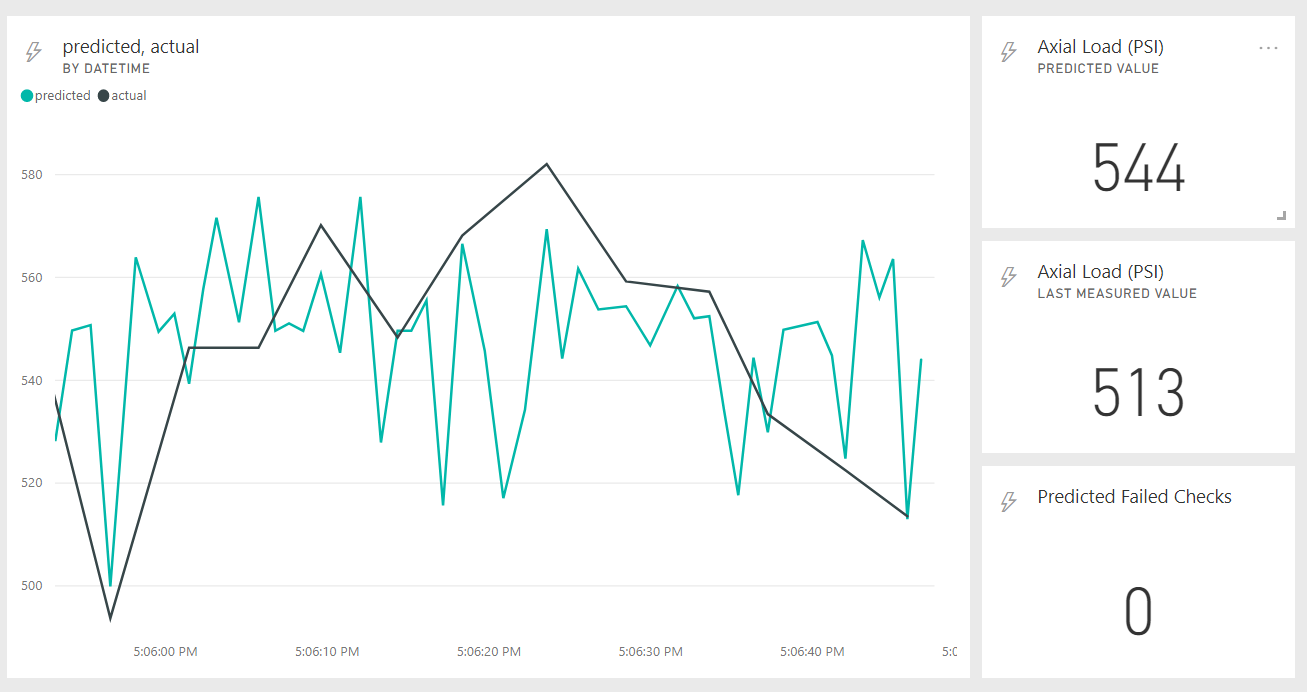 predicted, actual
BY DATETIME
predicted actual
580
560
540
520
500
5:06:00 PM 5:06:10 PM 5:06:20 PM 5:06:30 PM 5:06:40 PM 5:0
Axial Load (PSI)
PREDICTED VALUE
544
Axial Load (PSI)
LAST MEASURED VALUE
513
Predicted Failed Checks
0